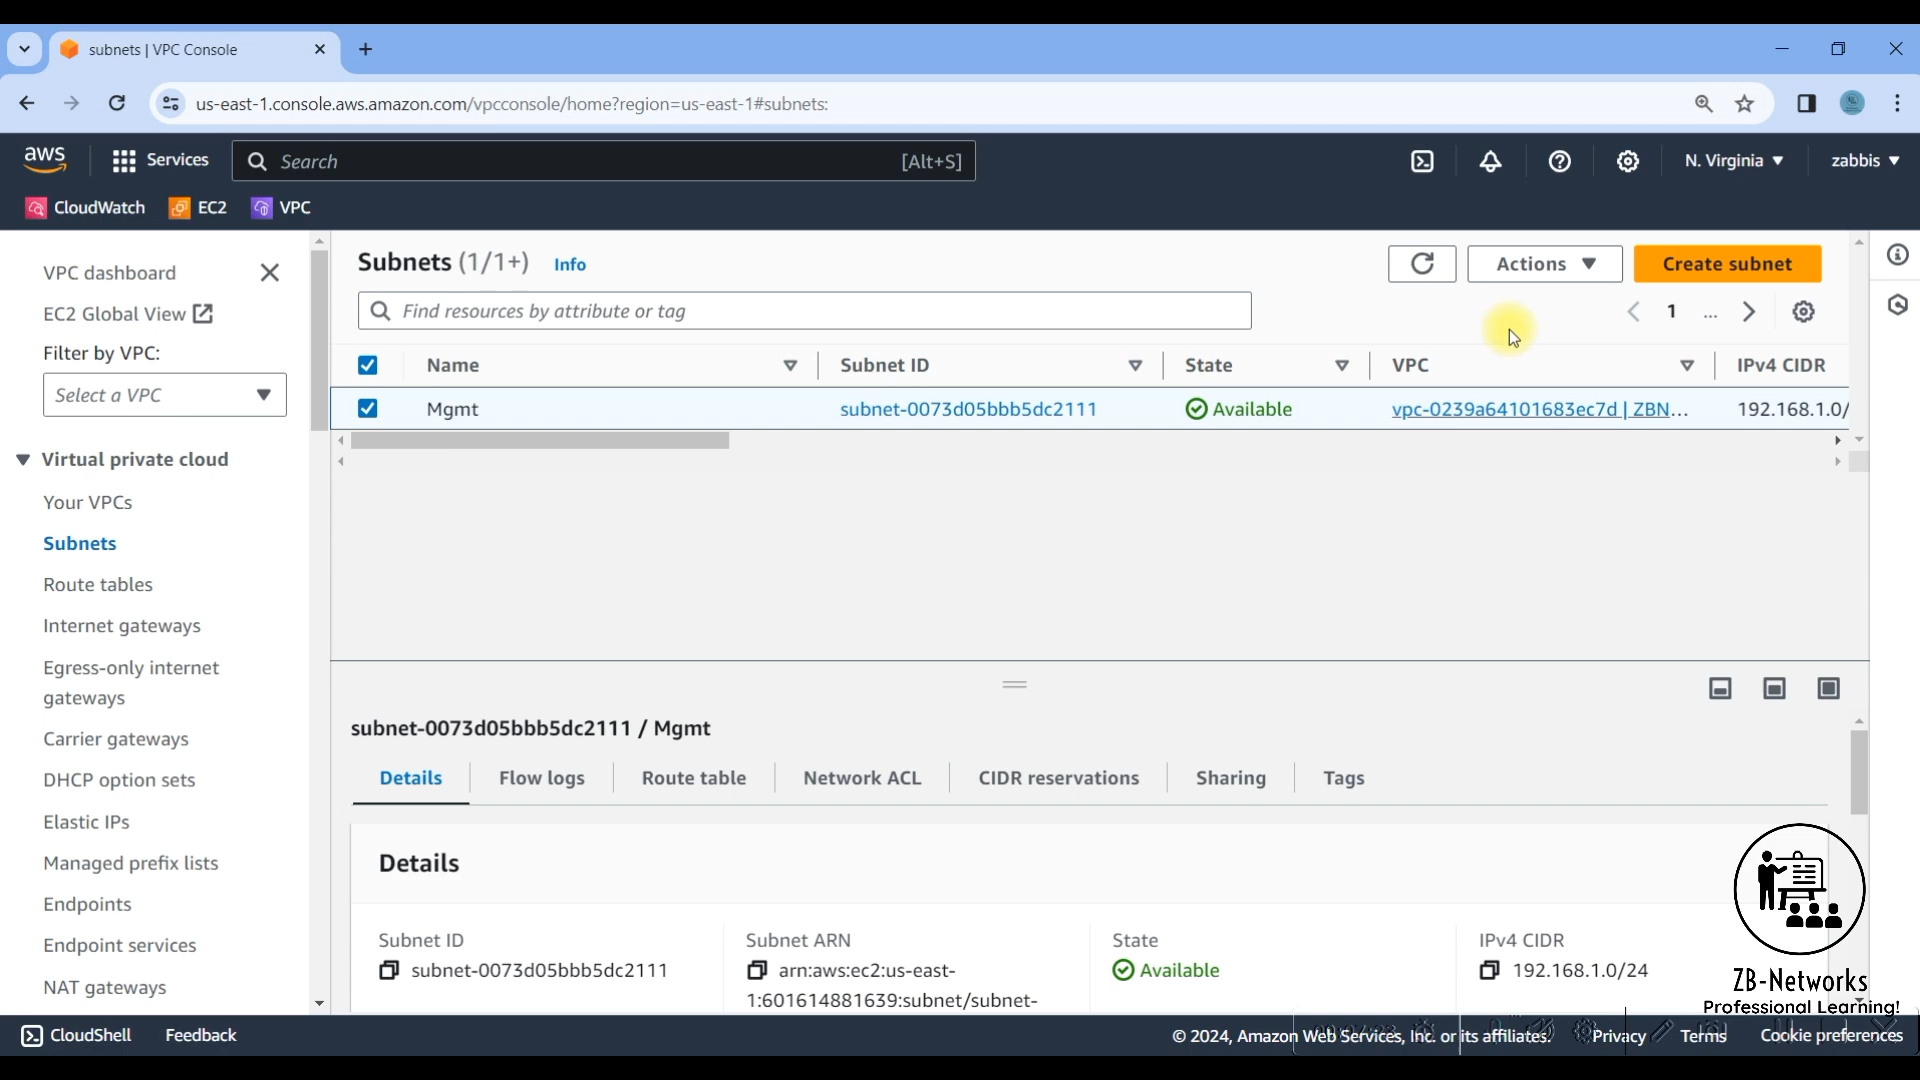 subnets | VPC Console
us-east-1.console.aws.amazon.com/vpcconsole/home?region=us-east-1#subnets:
aws Services Search [Alt+S] N. Virginia zabbis
CloudWatch EC2 VPC
VPC dashboard
EC2 Global View
Filter by VPC:
Select a VPC
Virtual private cloud
Your VPCs
Subnets
Route tables
Internet gateways
Egress-only internet
gateways
Carrier gateways
DHCP option sets
Elastic IPs
Managed prefix lists
Endpoints
Endpoint services
NAT gateways
Subnets (1/1+) Info Actions Create subnet
Find resources by attribute or tag 1 ...
Name Subnet ID State VPC IPv4 CIDR
Mgmt subnet-0073d05bbb5dc2111 Available vpc-0239a64101683ec7d | ZBN... 192.168.1.0/
subnet-0073d05bbb5dc2111 / Mgmt
Details Flow logs Route table Network ACL CIDR reservations Sharing Tags
Details
Subnet ID
subnet-0073d05bbb5dc2111
Subnet ARN
arn:aws:ec2:us-east-
1:601614881639:subnet/subnet-
State
Available
IPv4 CIDR
192.168.1.0/24
ZB-Networks
Professional Learning!
CloudShell Feedback © 2024, Amazon Web Services, Inc. or its affiliates. Privacy Terms Cookie preferences